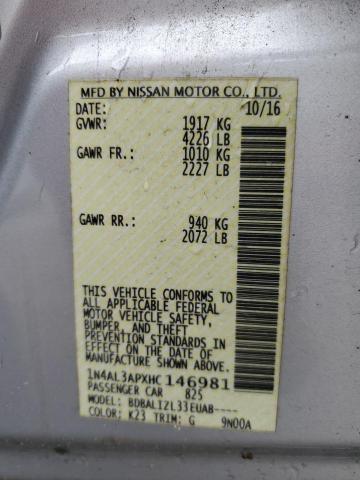 MFD BY NISSAN MOTOR CO., LTD.
DATE: 10/16
GVWR: 1917 KG
4226 LB
GAWR FR.: 1010 KG
2227 LB
GAWR RR.: 940 KG
2072 LB
THIS VEHICLE CONFORMS TO
ALL APPLICABLE FEDERAL
MOTOR VEHICLE SAFETY,
BUMPER, AND THEFT
PREVENTION STANDARDS IN
EFFECT ON THE DATE OF
MANUFACTURE SHOWN ABOVE.
1N4AL3APXHC146981
PASSENGER CAR 825
MODEL: BDBALIZL33EUAB----
COLOR: K23 TRIM: G 9N00A